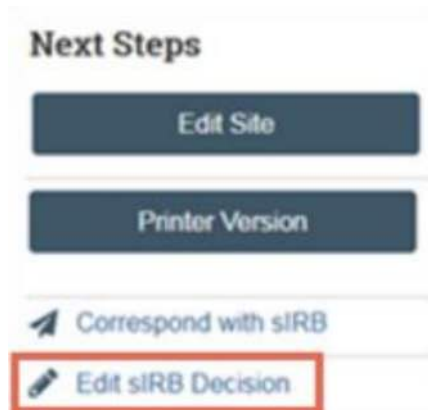 Next Steps
Edit Site
Printer Version
Correspond with sIRB
Edit sIRB Decision